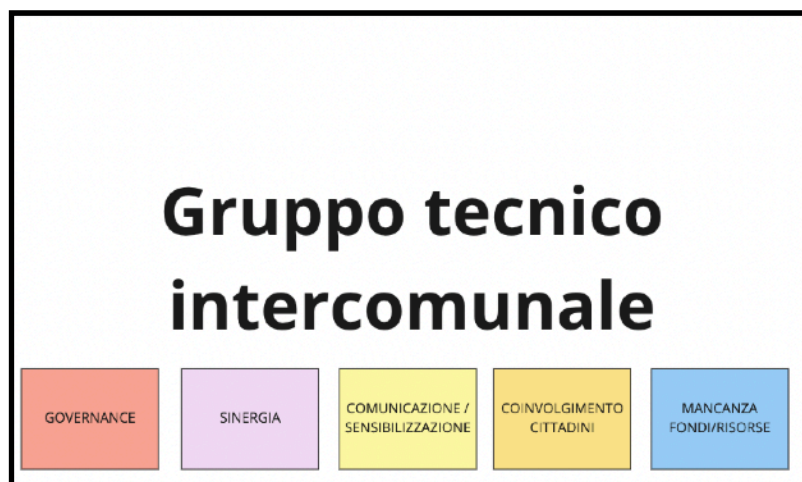 Gruppo tecnico
intercomunale
GOVERNANCE
SINERGIA
COMUNICAZIONE /
SENSIBILIZZAZIONE
COINVOLGIMENTO
CITTADINI
MANCANZA
FONDI/RISORSE